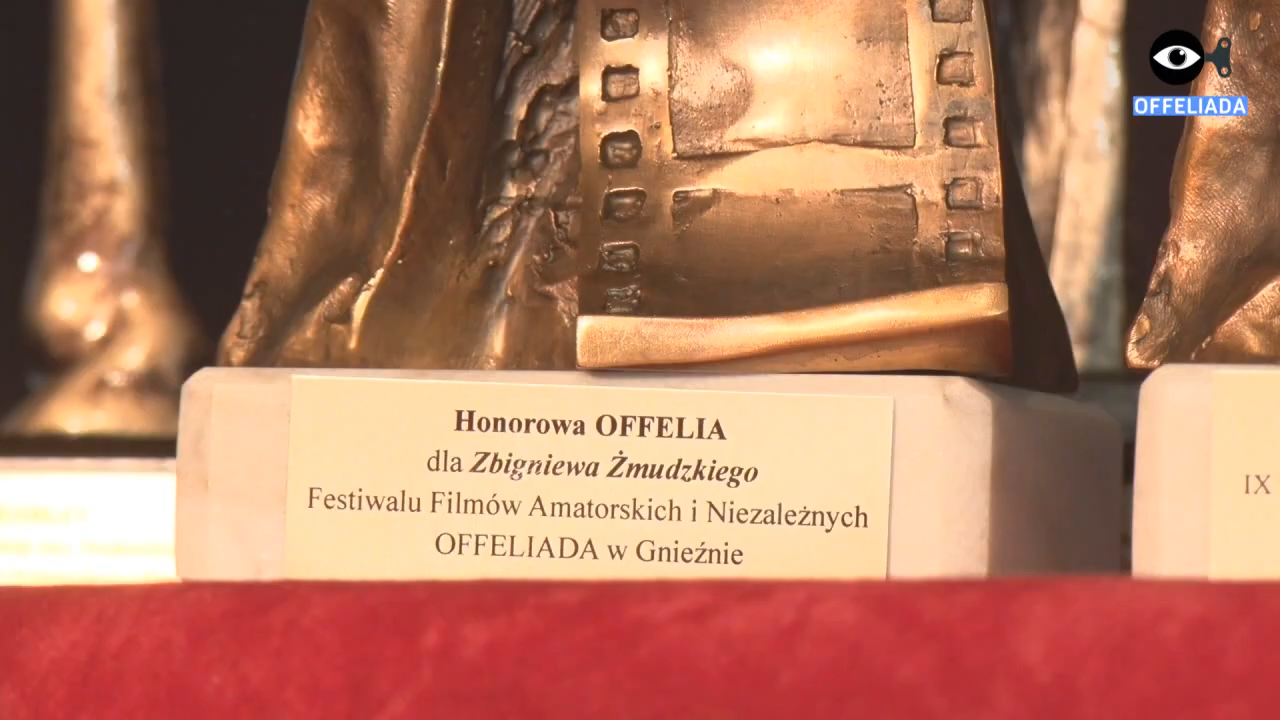 OFFELIADA
Honorowa OFFELIA
dla Zbigniewa Żmudzkiego
Festiwalu Filmów Amatorskich i Niezależnych
OFFELIADA w Gnieźnie
IX